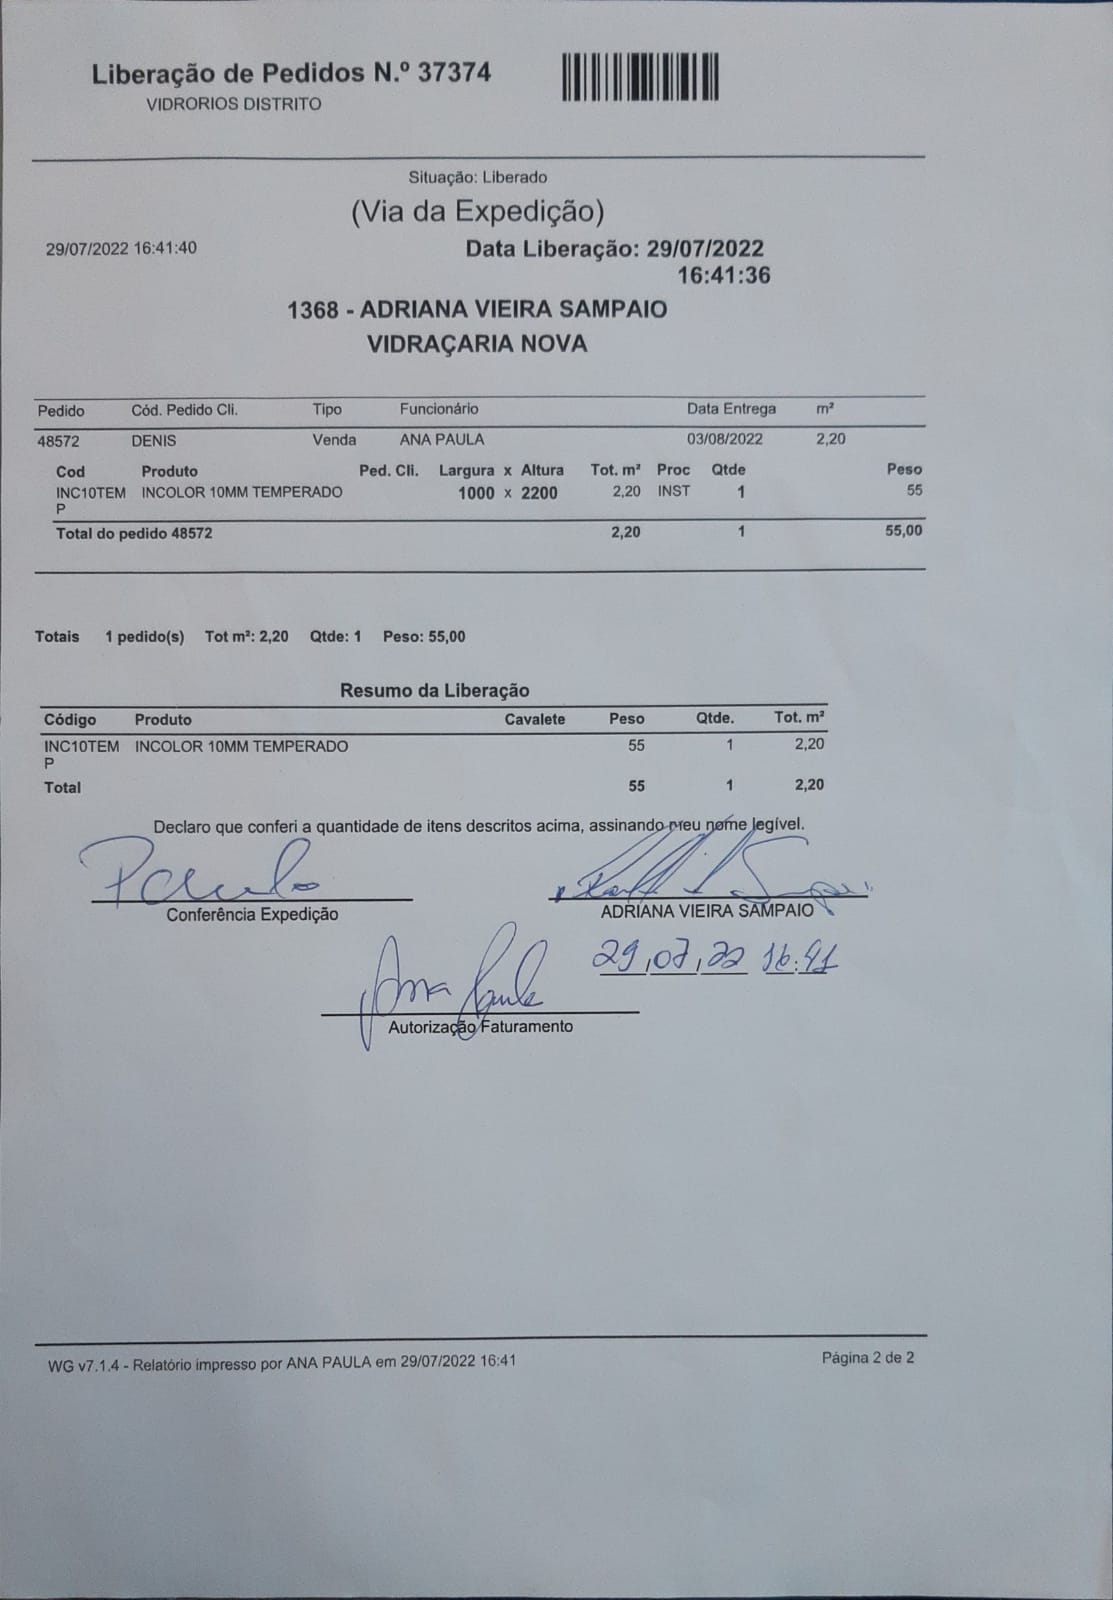 Liberação de Pedidos N.º 37374
VIDRORIOS DISTRITO
Situação: Liberado
(Via da Expedição)
29/07/2022 16:41:40 Data Liberação: 29/07/2022
16:41:36
1368 - ADRIANA VIEIRA SAMPAIO
VIDRAÇARIA NOVA
Pedido Cód. Pedido Cli. Tipo Funcionário Data Entrega m²
48572 DENIS Venda ANA PAULA 03/08/2022 2,20
Cod Produto Ped. Cli. Largura x Altura Tot. m² Proc Qtde Peso
INC10TEM INCOLOR 10MM TEMPERADO 1000 x 2200 2,20 INST 1 55
P
Total do pedido 48572 2,20 1 55,00
Totais 1 pedido(s) Tot m²: 2,20 Qtde: 1 Peso: 55,00
Resumo da Liberação
Código Produto Cavalete Peso Qtde. Tot. m²
INC10TEM INCOLOR 10MM TEMPERADO 55 1 2,20
P
Total 55 1 2,20
Declaro que conferi a quantidade de itens descritos acima, assinando meu nome legível.
Paulo
Conferência Expedição ADRIANA VIEIRA SAMPAIO
29,07,22 16:41
Ana Paula
Autorização Faturamento
WG v7.1.4 - Relatório impresso por ANA PAULA em 29/07/2022 16:41 Página 2 de 2